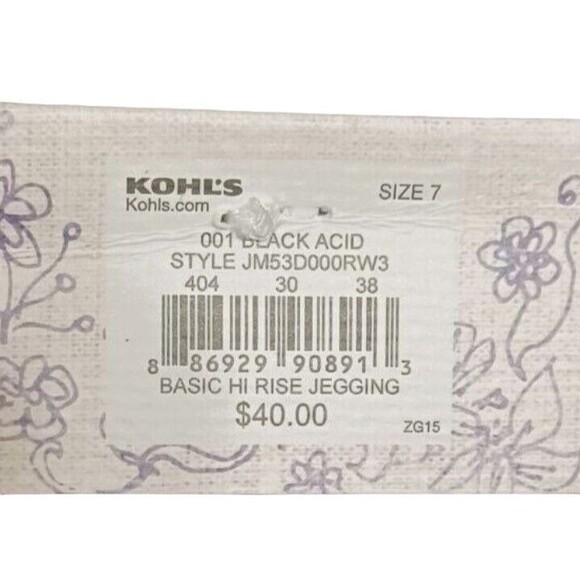 KOHL'S SIZE 7
Kohls.com
001 BLACK ACID
STYLE JM53D000RW3
404 30 38
8 86929 90891 3
BASIC HI RISE JEGGING
$40.00
ZG15